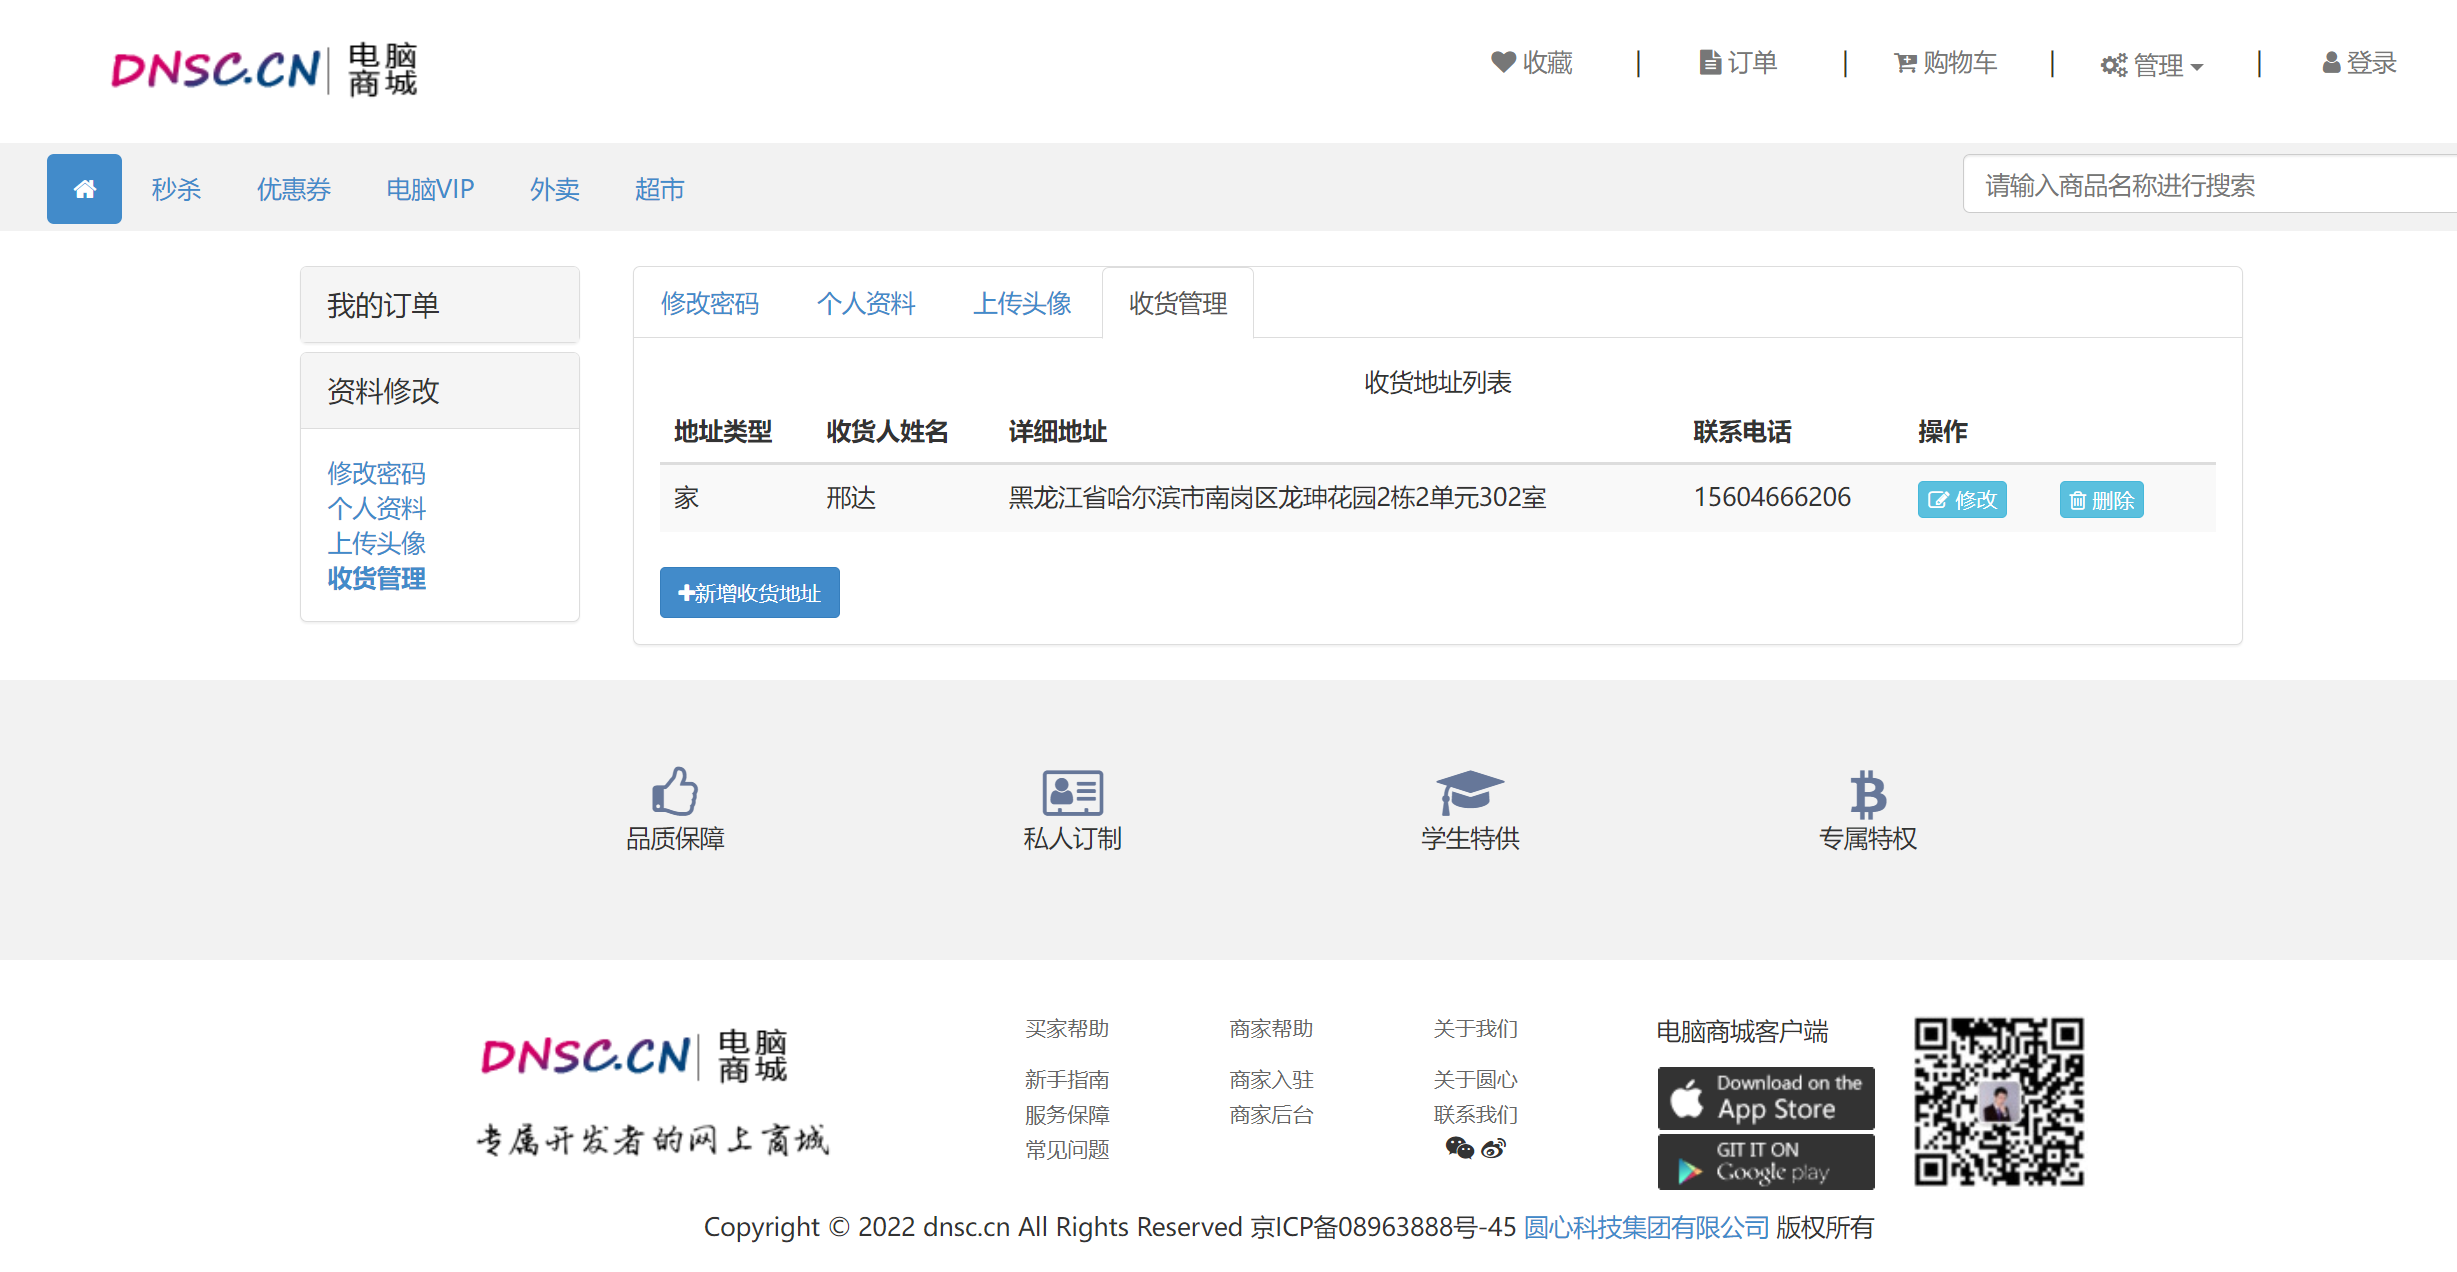 DNSC.CN 电脑商城
收藏 | 订单 | 购物车 | 管理 | 登录
秒杀 优惠券 电脑VIP 外卖 超市 请输入商品名称进行搜索
我的订单
资料修改
修改密码
个人资料
上传头像
收货管理
修改密码 个人资料 上传头像 收货管理
收货地址列表
地址类型 收货人姓名 详细地址 联系电话 操作
家 邢达 黑龙江省哈尔滨市南岗区龙珅花园2栋2单元302室 15604666206 修改 删除
新增收货地址
品质保障 私人订制 学生特供 专属特权
DNSC.CN 电脑商城
专属开发者的网上商城
买家帮助
新手指南
服务保障
常见问题
商家帮助
商家入驻
商家后台
关于我们
关于圆心
联系我们
电脑商城客户端
Download on the
App Store
GIT IT ON
Google play
Copyright © 2022 dnsc.cn All Rights Reserved 京ICP备08963888号-45 圆心科技集团有限公司 版权所有